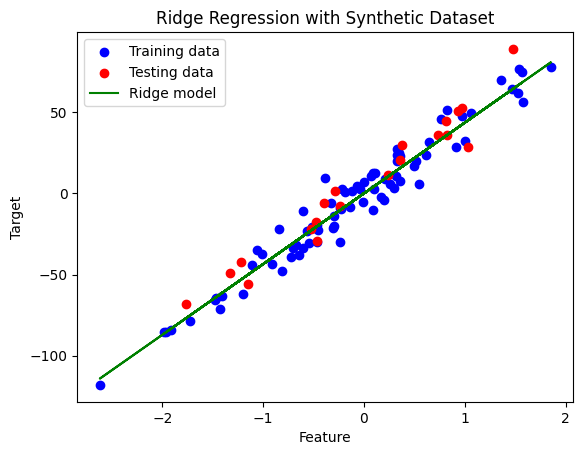 Ridge Regression with Synthetic Dataset
Training data
Testing data
Ridge model
50
0
−50
−100
Target
−2
−1
0
1
2
Feature